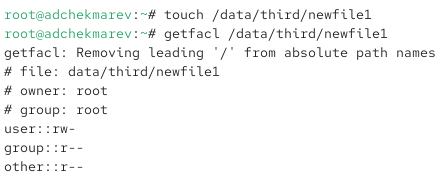 root@adchekmarev:~# touch /data/third/newfile1
root@adchekmarev:~# getfacl /data/third/newfile1
getfacl: Removing leading '/' from absolute path names
# file: data/third/newfile1
# owner: root
# group: root
user::rw-
group::r--
other::r--